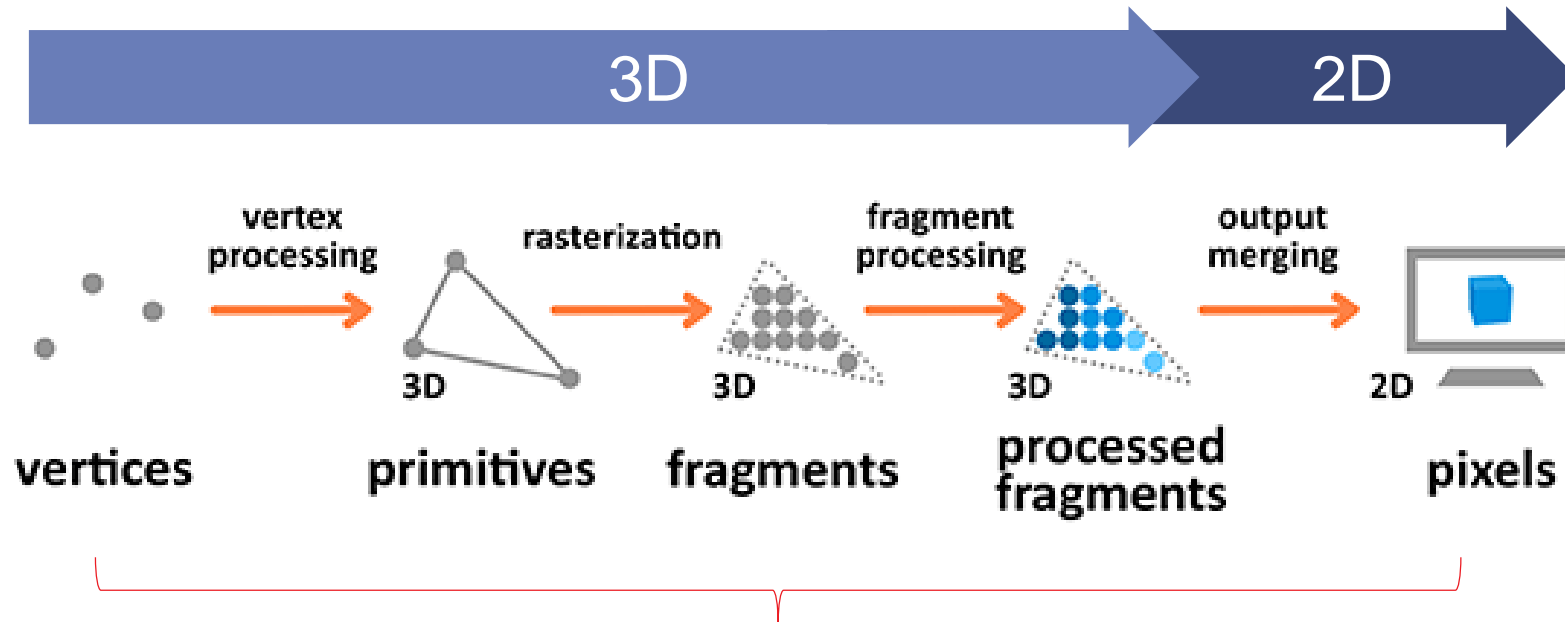 3D
2D
vertex
processing
rasterization
fragment
processing
output
merging
3D
3D
3D
2D
vertices
primitives
fragments
processed
fragments
pixels